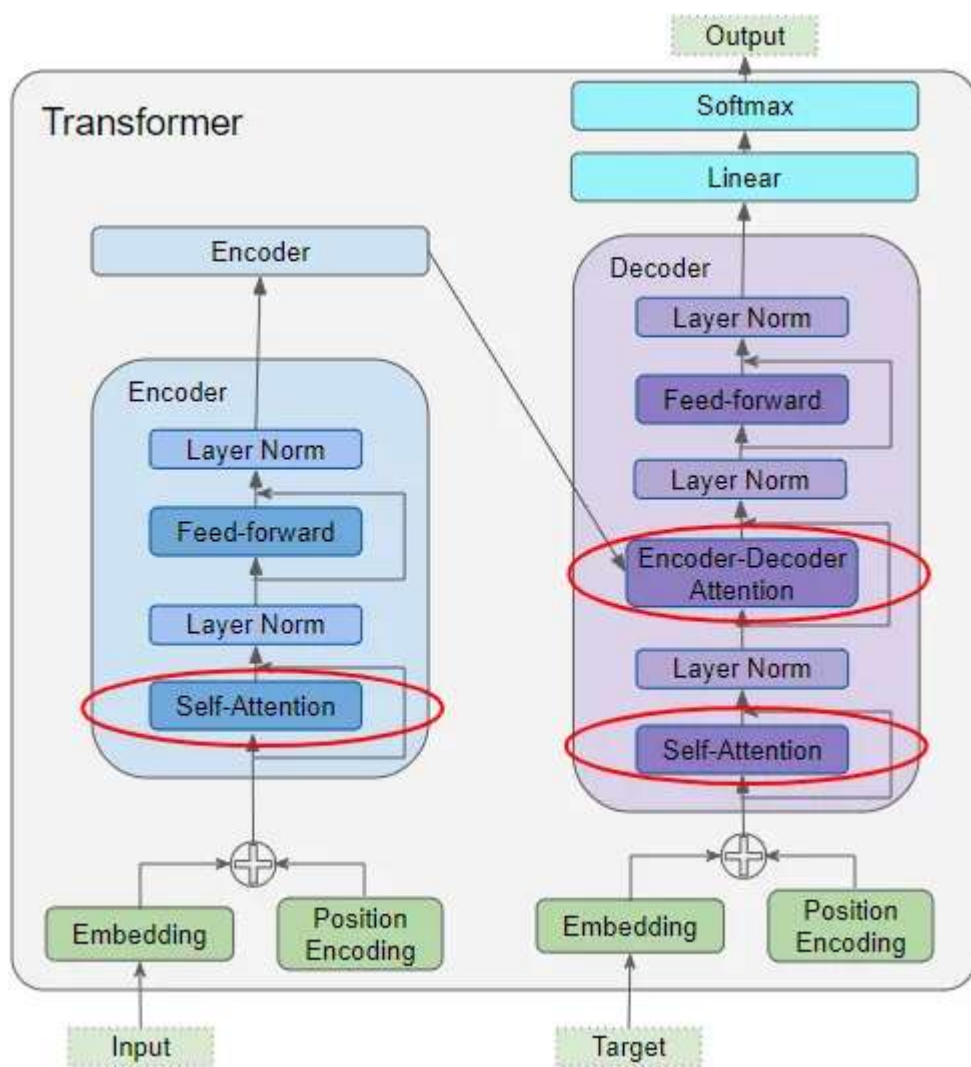 Output
Softmax
Transformer
Linear
Encoder
Decoder
Layer Norm
Feed-forward
Layer Norm
Encoder-Decoder
Attention
Layer Norm
Self-Attention
Encoder
Layer Norm
Feed-forward
Layer Norm
Self-Attention
Embedding
Position
Encoding
Embedding
Position
Encoding
Input
Target